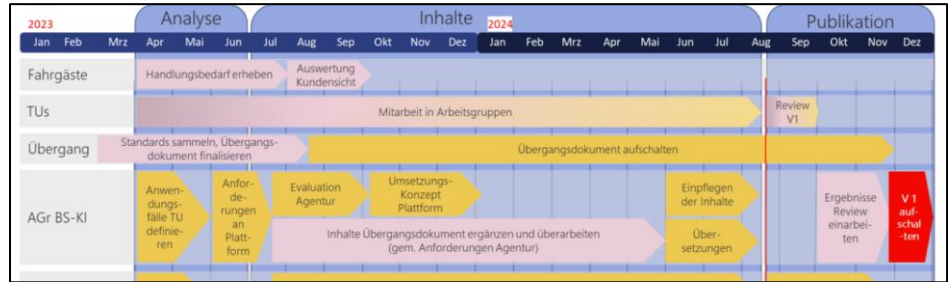 Analyse
Inhalte
Publikation
2023
2024
Jan Feb Mrz Apr Mai Jun Jul Aug Sep Okt Nov Dez Jan Feb Mrz Apr Mai Jun Jul Aug Sep Okt Nov Dez
Fahrgäste
Handlungsbedarf erheben
Auswertung
Kundensicht
TUs
Mitarbeit in Arbeitsgruppen
Review
V1
Übergang
Standards sammeln, Übergangs-
dokument finalisieren
Übergangsdokument aufschalten
AGr BS-KI
Anwen-
dungs-
fälle TU
definie-
ren
Anfor-
de-
rungen
an
Platt-
form
Evaluation
Agentur
Umsetzungs-
Konzept
Plattform
Inhalte Übergangsdokument ergänzen und überarbeiten
(gem. Anforderungen Agentur)
Einpflegen
der Inhalte
Über-
setzungen
Ergebnisse
Review
einarbei-
ten
V 1
auf-
schal
-ten